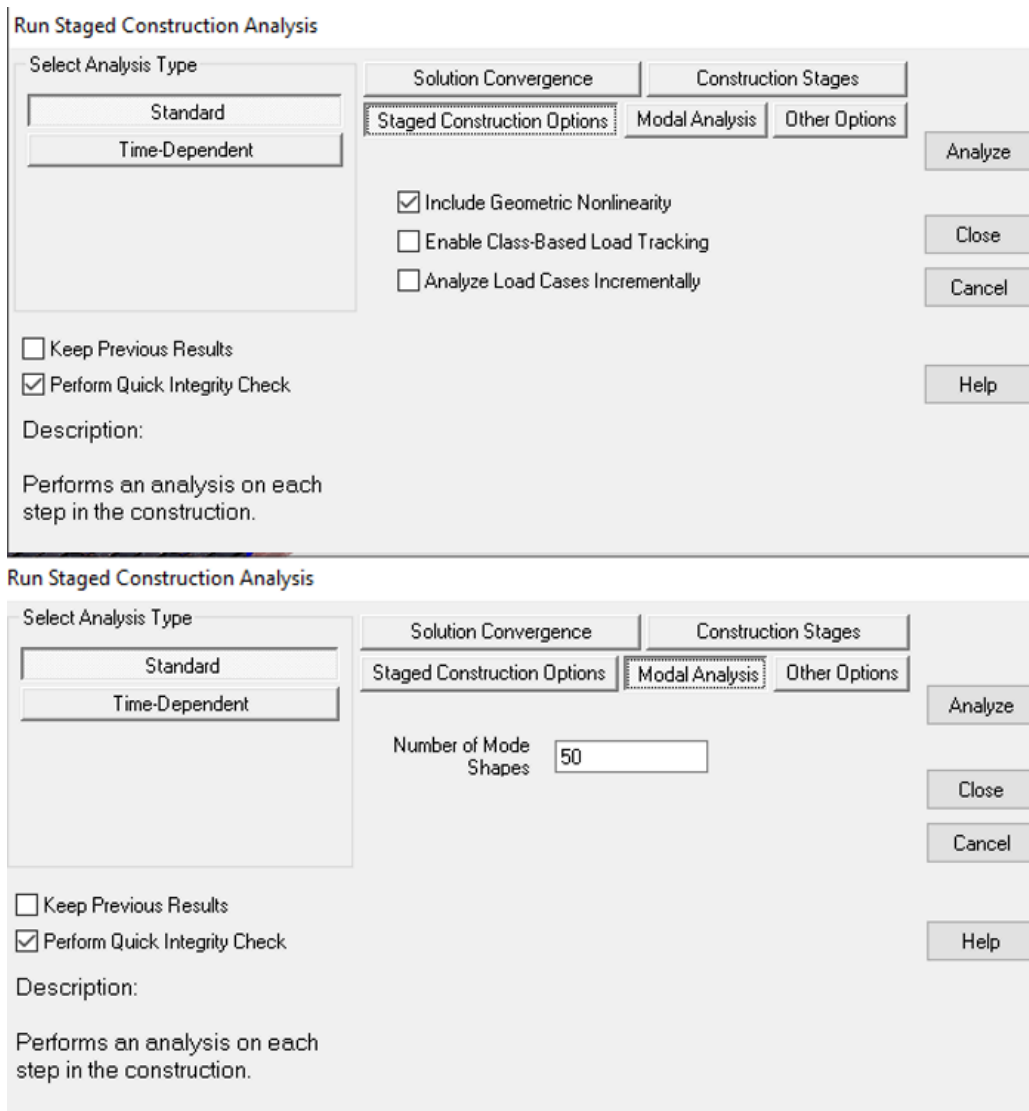 Run Staged Construction Analysis
Select Analysis Type
Standard
Time-Dependent
Solution Convergence
Construction Stages
Staged Construction Options
Modal Analysis
Other Options
Include Geometric Nonlinearity
Enable Class-Based Load Tracking
Analyze Load Cases Incrementally
Analyze
Close
Cancel
Help
Keep Previous Results
Perform Quick Integrity Check
Description:
Performs an analysis on each
step in the construction.
Run Staged Construction Analysis
Select Analysis Type
Standard
Time-Dependent
Solution Convergence
Construction Stages
Staged Construction Options
Modal Analysis
Other Options
Number of Mode
Shapes
50
Analyze
Close
Cancel
Help
Keep Previous Results
Perform Quick Integrity Check
Description:
Performs an analysis on each
step in the construction.